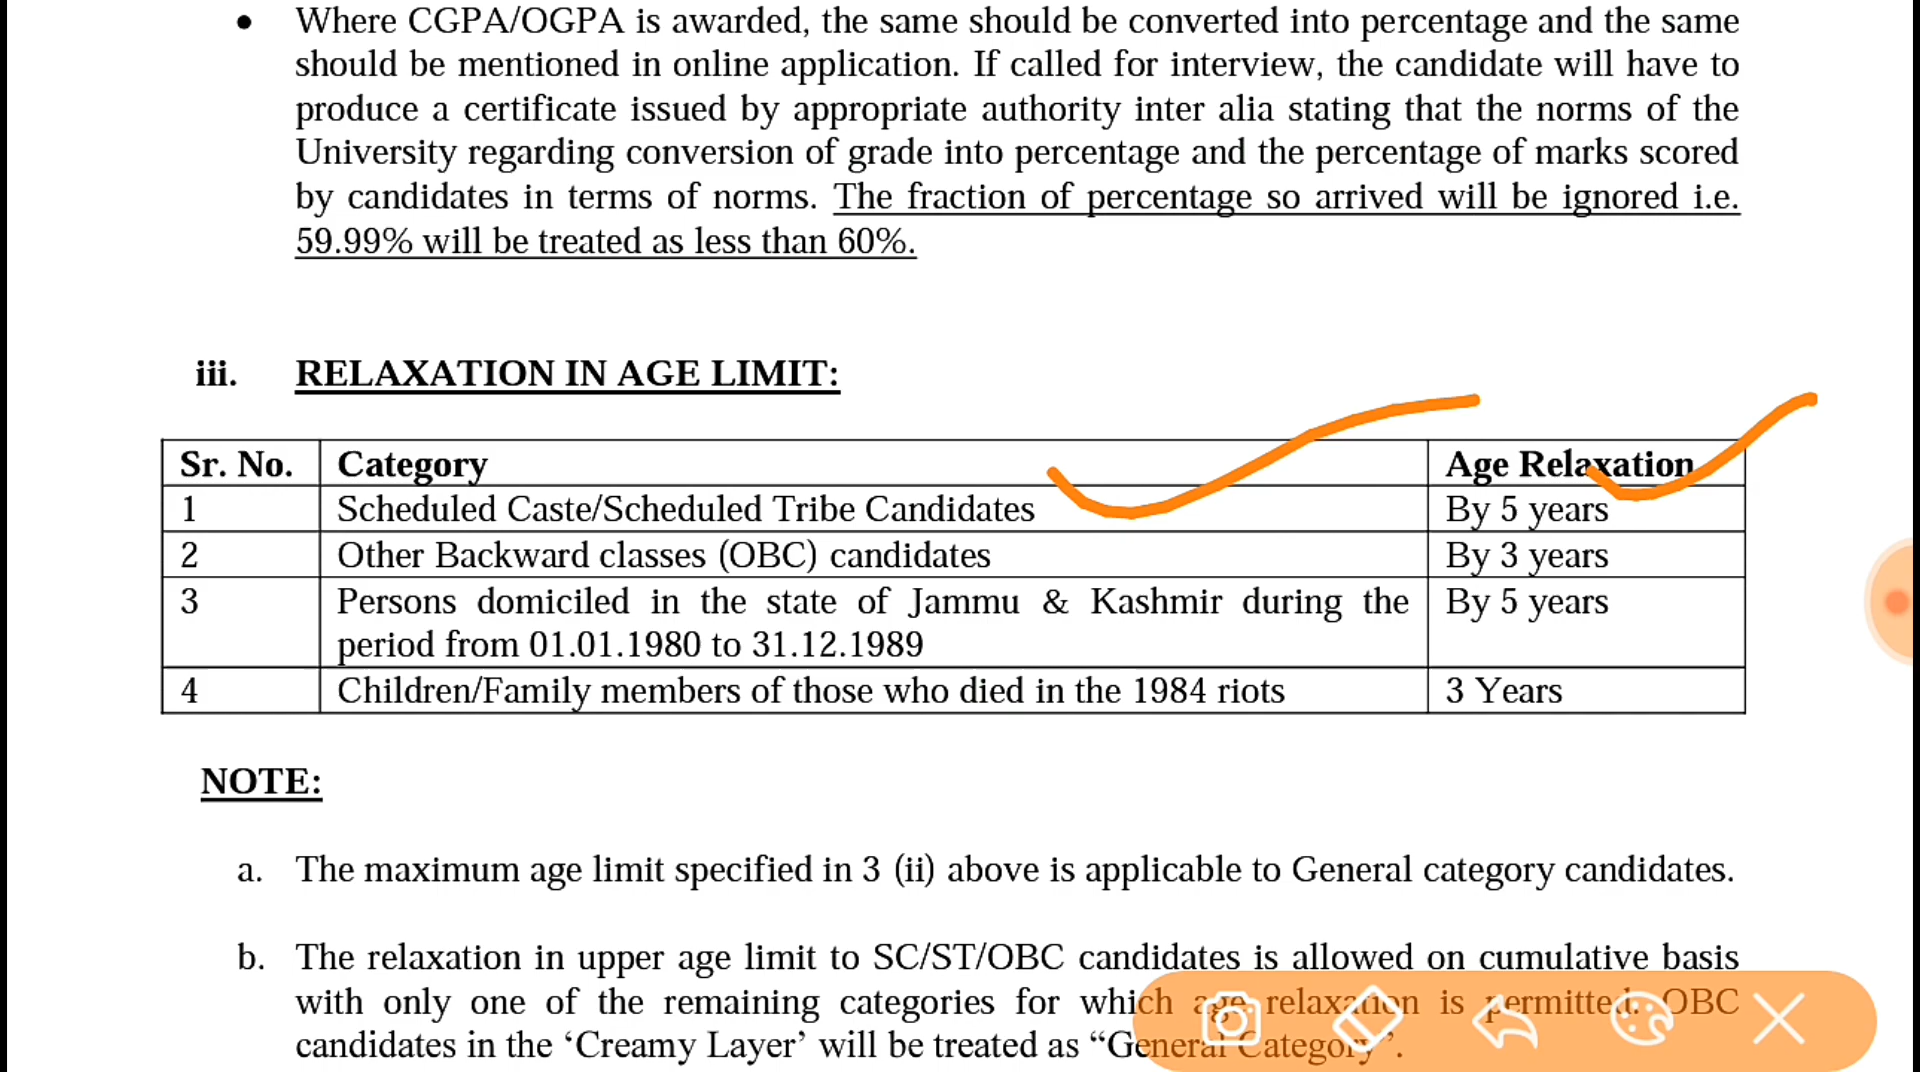 • Where CGPA/OGPA is awarded, the same should be converted into percentage and the same
should be mentioned in online application. If called for interview, the candidate will have to
produce a certificate issued by appropriate authority inter alia stating that the norms of the
University regarding conversion of grade into percentage and the percentage of marks scored
by candidates in terms of norms. The fraction of percentage so arrived will be ignored i.e.
59.99% will be treated as less than 60%.
iii. RELAXATION IN AGE LIMIT:
Sr. No. Category Age Relaxation
1 Scheduled Caste/Scheduled Tribe Candidates By 5 years
2 Other Backward classes (OBC) candidates By 3 years
3 Persons domiciled in the state of Jammu & Kashmir during the By 5 years
period from 01.01.1980 to 31.12.1989
4 Children/Family members of those who died in the 1984 riots 3 Years
NOTE:
a. The maximum age limit specified in 3 (ii) above is applicable to General category candidates.
b. The relaxation in upper age limit to SC/ST/OBC candidates is allowed on cumulative basis
with only one of the remaining categories for which age relaxation is permitted. OBC
candidates in the ‘Creamy Layer’ will be treated as “General Category”.